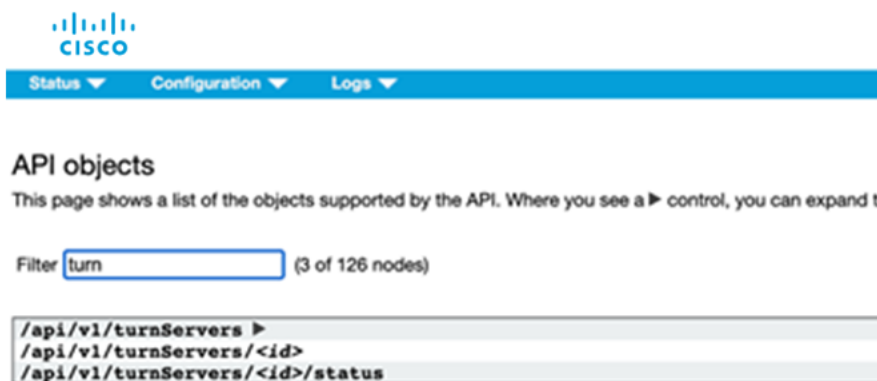 CISCO
Status Configuration Logs
API objects
This page shows a list of the objects supported by the API. Where you see a ▶ control, you can expand t
Filter turn (3 of 126 nodes)
/api/v1/turnServers ▶
/api/v1/turnServers/<id>
/api/v1/turnServers/<id>/status